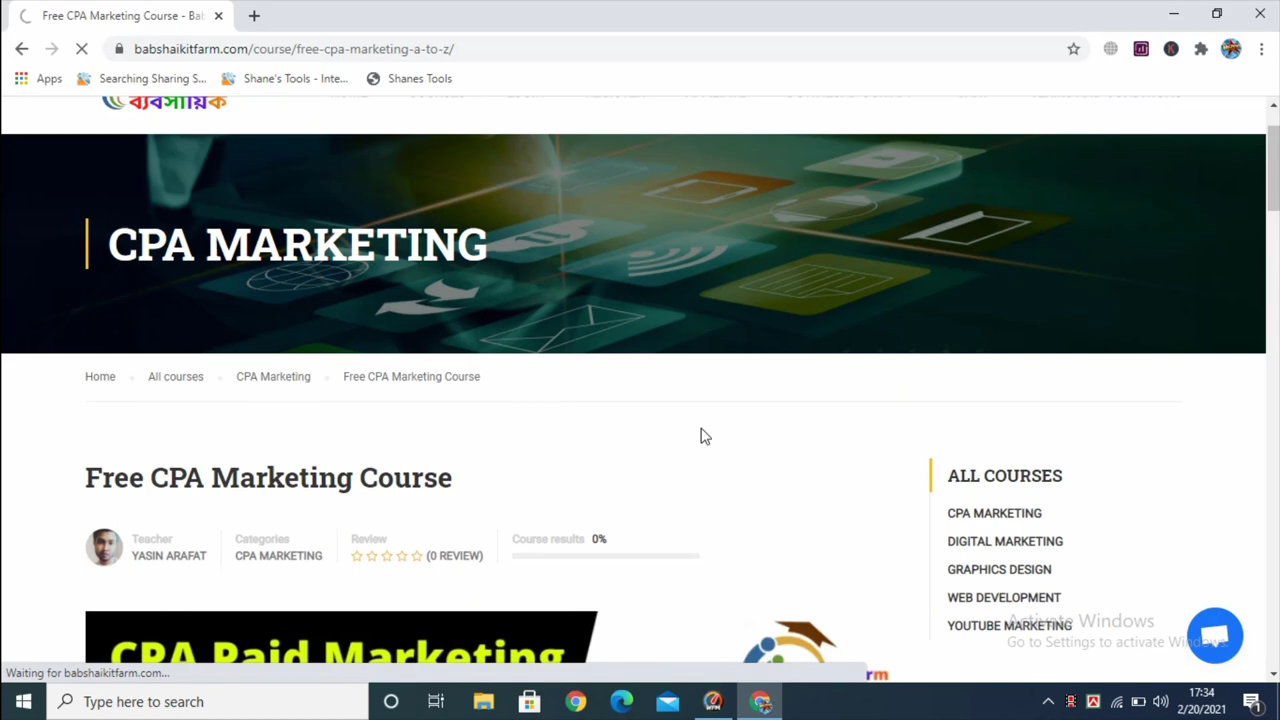 Free CPA Marketing Course - Bab
babshaikitfarm.com/course/free-cpa-marketing-a-to-z/
Apps
Searching Sharing S...
Shane's Tools - Inte...
Shanes Tools
ব্যবসায়িক
CPA MARKETING
Home
All courses
CPA Marketing
Free CPA Marketing Course
Free CPA Marketing Course
Teacher
YASIN ARAFAT
Categories
CPA MARKETING
Review
(0 REVIEW)
Course results 0%
ALL COURSES
CPA MARKETING
DIGITAL MARKETING
GRAPHICS DESIGN
WEB DEVELOPMENT
YOUTUBE MARKETING
CPA Paid Marketing
Activate Windows
Go to Settings to activate Windows.
Waiting for babshaikitfarm.com...
Type here to search
17:34
2/20/2021